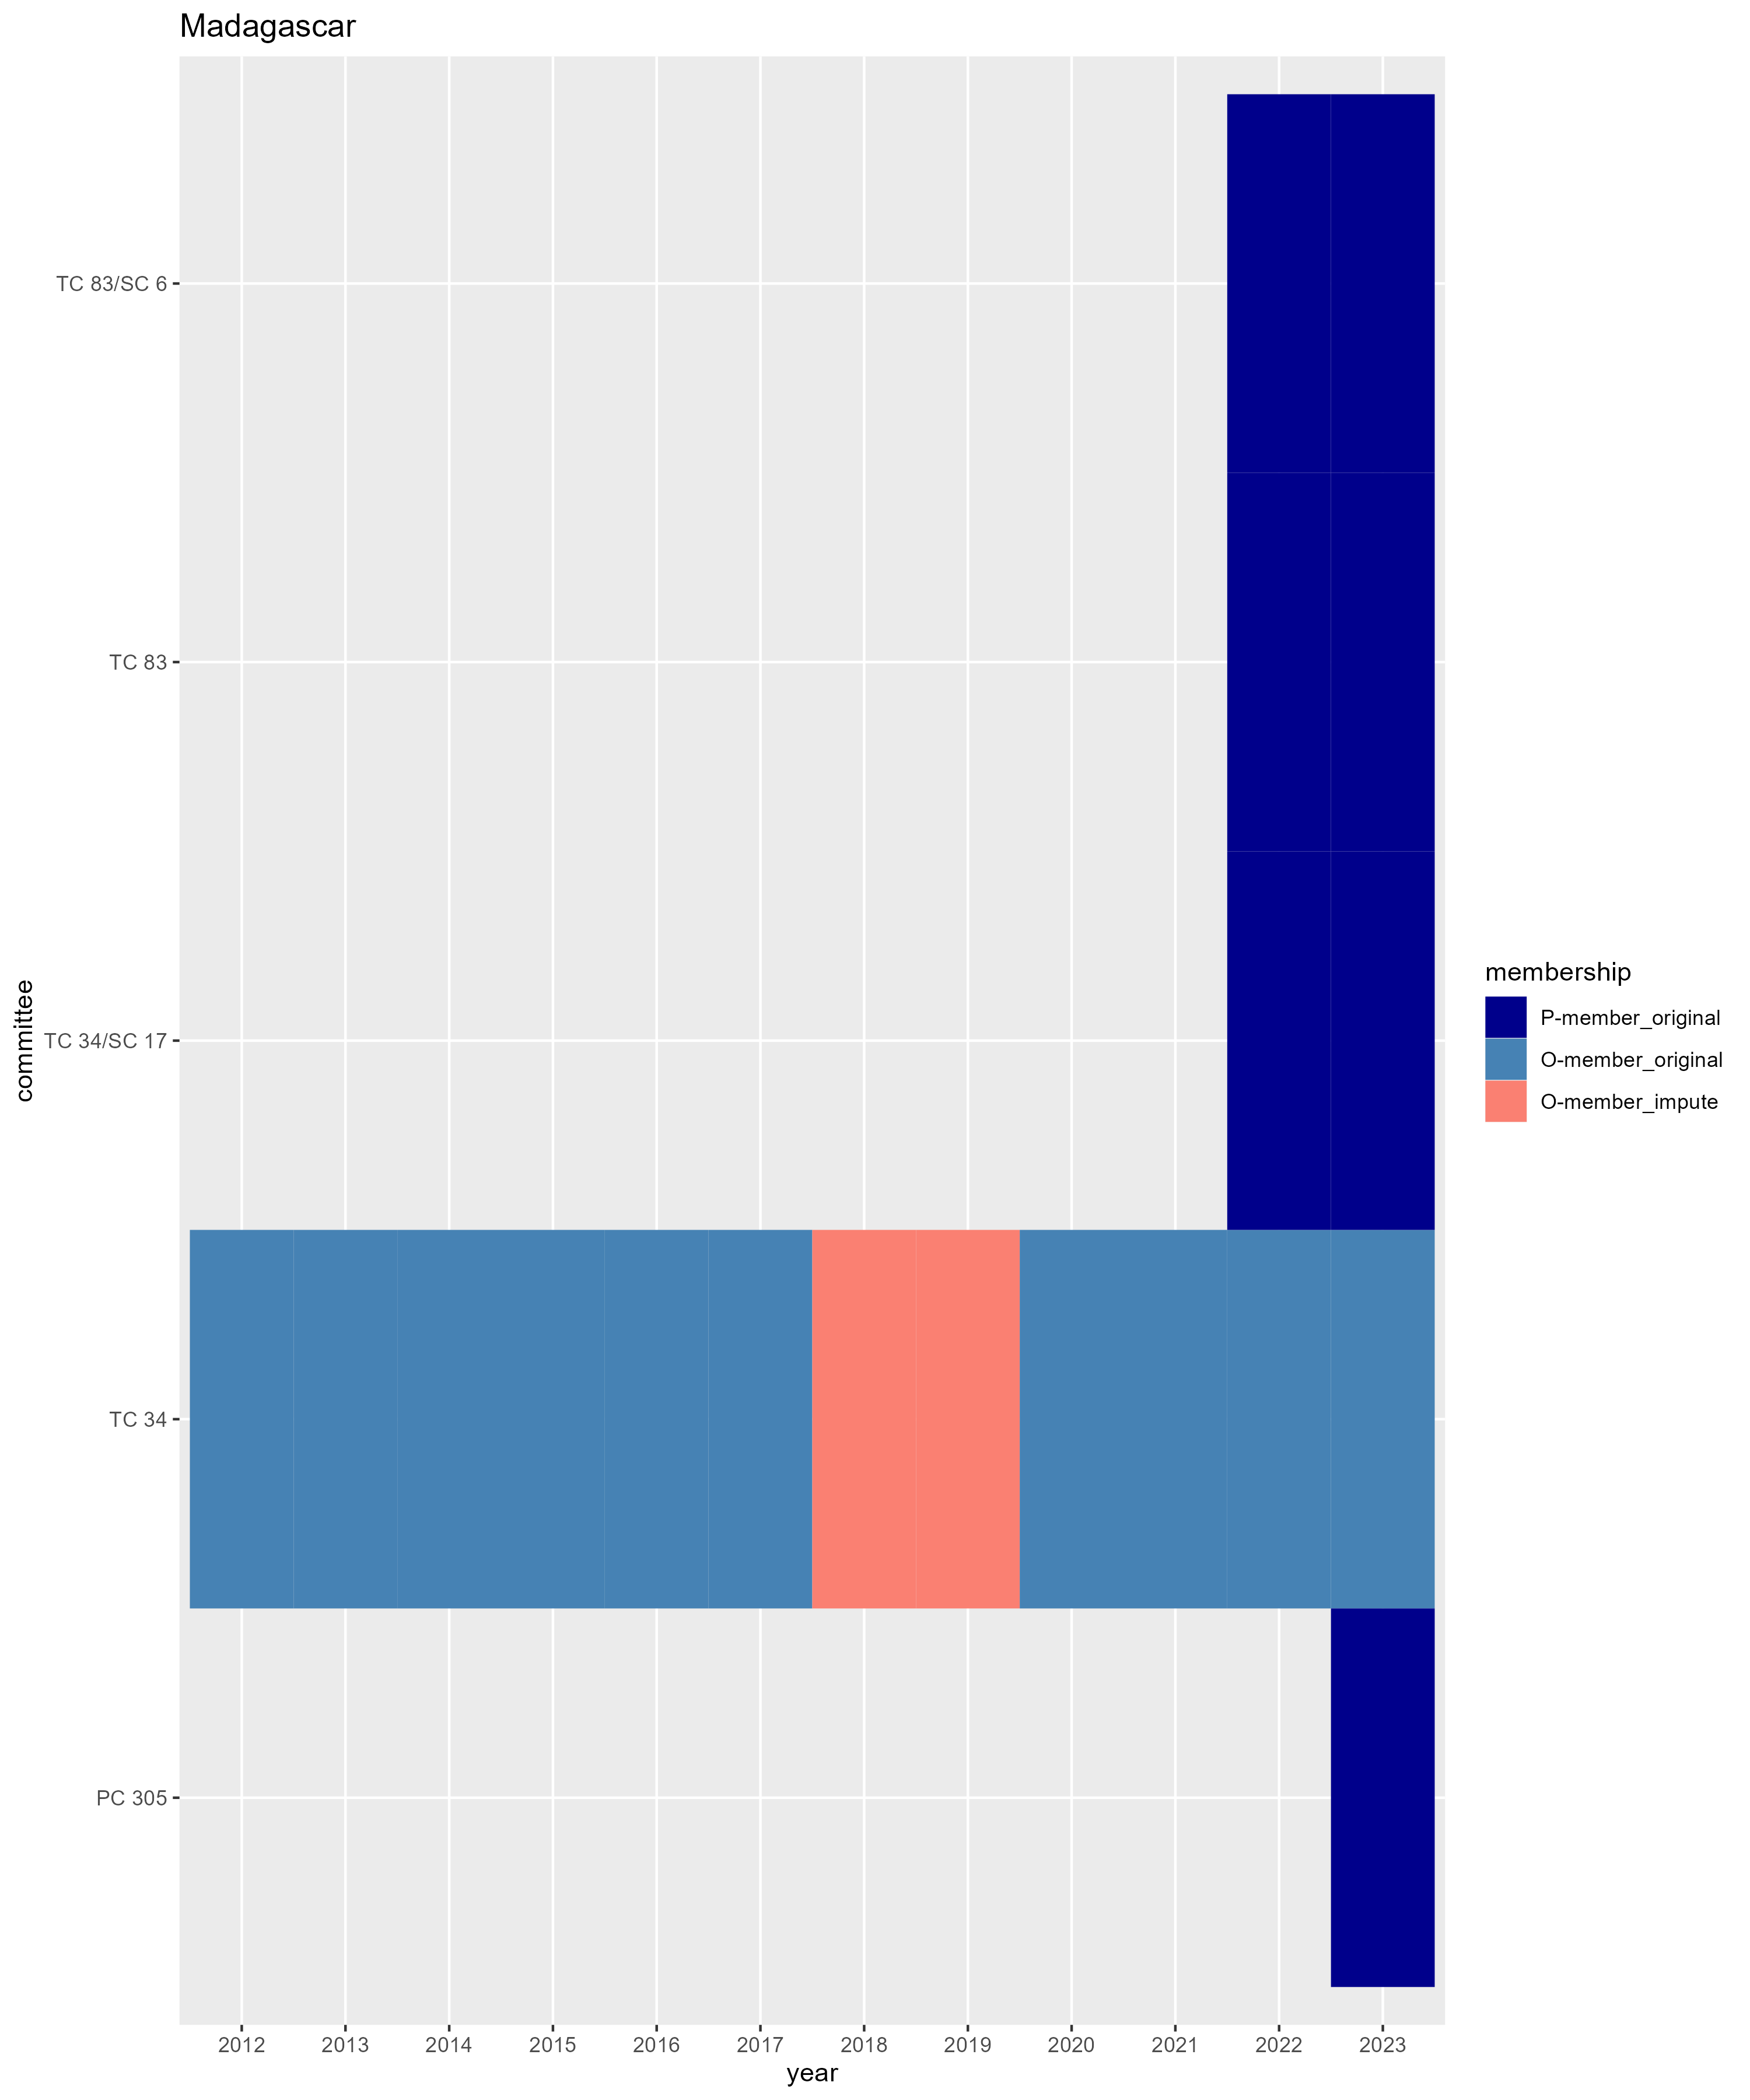 Madagascar
committee
TC 83/SC 6
TC 83
TC 34/SC 17
TC 34
PC 305
2012 2013 2014 2015 2016 2017 2018 2019 2020 2021 2022 2023
year
membership
P-member_original
O-member_original
O-member_impute